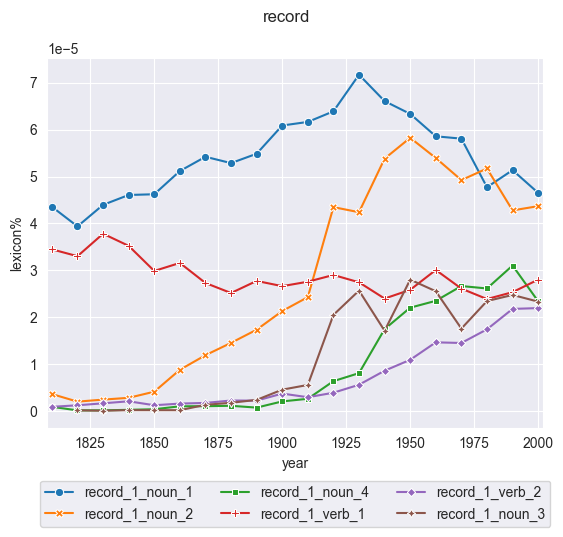 record
1e−5
7
6
5
4
3
2
1
0
lexicon%
1825 1850 1875 1900 1925 1950 1975 2000
year
record_1_noun_1 record_1_noun_4 record_1_verb_2
record_1_noun_2 record_1_verb_1 record_1_noun_3